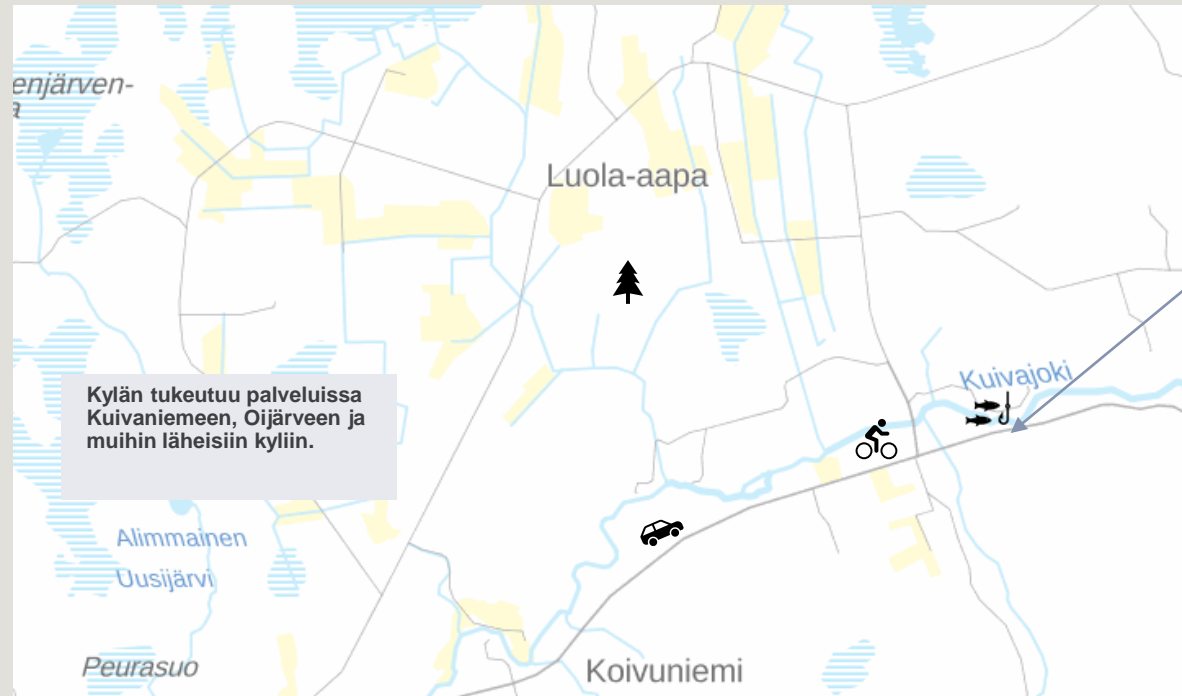 enjärven-
a
Luola-aapa
Kuivajoki
Kylän tukeutuu palveluissa
Kuivaniemeen, Oijärveen ja
muihin läheisiin kyliin.
Alimmainen
Uusijärvi
Peurasuo
Koivuniemi